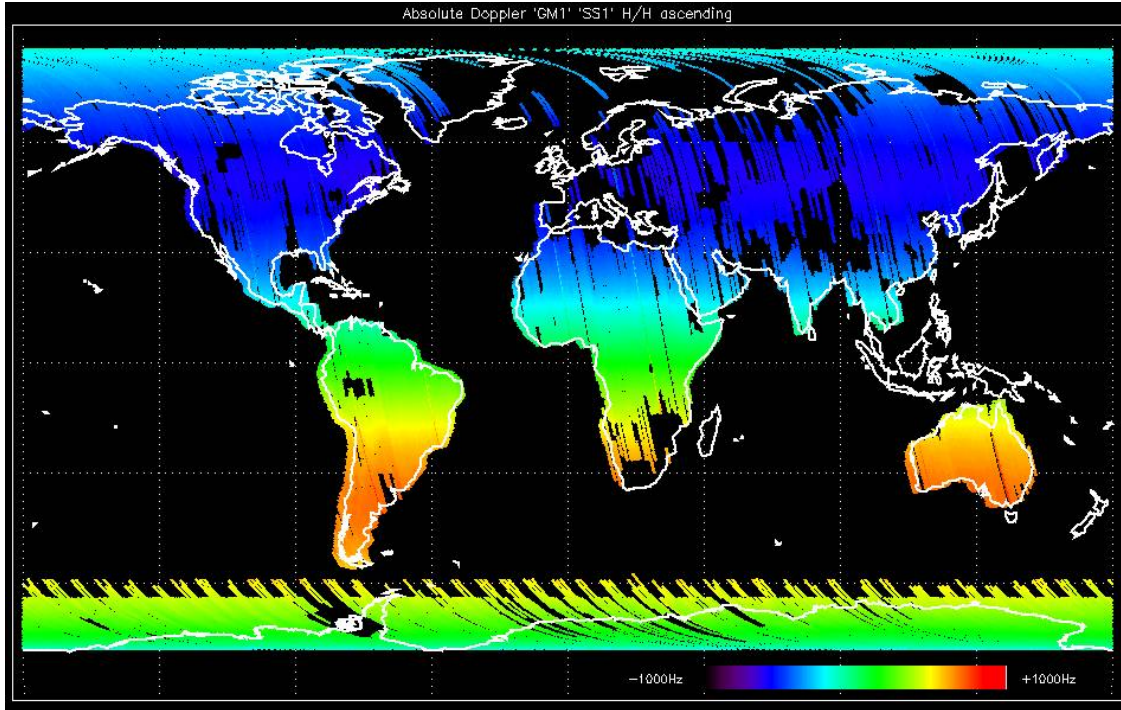 Absolute Doppler 'GM1' 'SS1' H/H ascending
-1000Hz +1000Hz